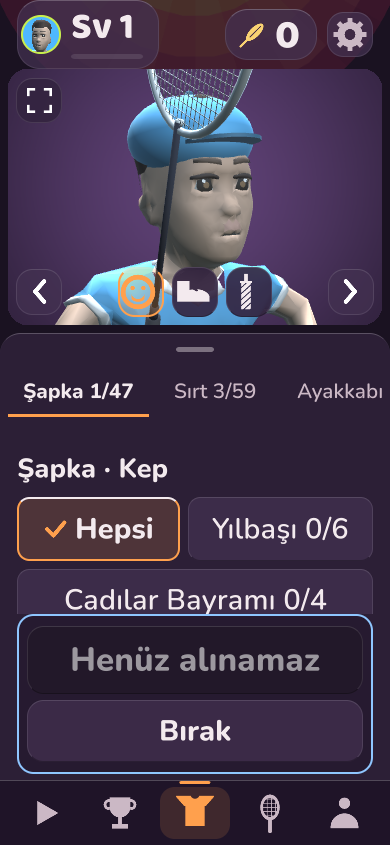 Sv 1
0
Şapka 1/47
Sırt 3/59
Ayakkabı
Şapka · Kep
Hepsi
Yılbaşı 0/6
Cadılar Bayramı 0/4
Henüz alınamaz
Bırak